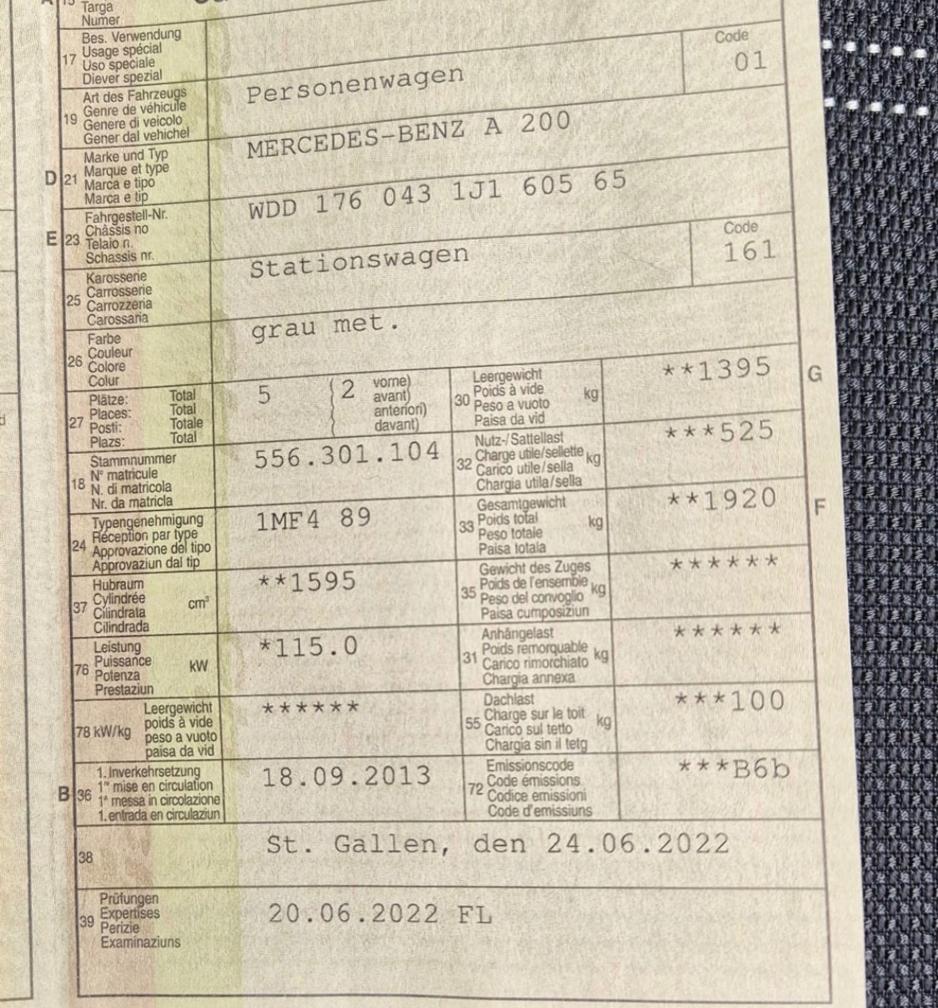 15 Targa
Numer
17 Bes. Verwendung
Usage spécial
Uso speciale
Diever spezial
19 Art des Fahrzeugs
Genre de véhicule
Genere di veicolo
Gener dal vehichel
Personenwagen
Code
01
D 21 Marke und Typ
Marque et type
Marca e tipo
Marca e tip
MERCEDES-BENZ A 200
E 23 Fahrgestell-Nr.
Châssis no
Telaio n.
Schassis nr.
WDD 176 043 1J1 605 65
25 Karosserie
Carrosserie
Carrozzeria
Carossaria
Stationswagen
Code
161
26 Farbe
Couleur
Colore
Colur
grau met.
27 Plätze: Total
Places: Total
Posti: Totale
Plazs: Total
5 ( 2 vorne)
avant)
anteriori)
davant)
30 Leergewicht
Poids à vide
Peso a vuoto
Paisa da vid
kg
**1395
G
18 Stammnummer
N° matricule
N. di matricola
Nr. da matricla
556.301.104
32 Nutz-/Sattellast
Charge utile/sellette
Carico utile/sella
Chargia utila/sella
kg
***525
24 Typengenehmigung
Réception par type
Approvazione del tipo
Approvaziun dal tip
1MF4 89
33 Gesamtgewicht
Poids total
Peso totale
Paisa totala
kg
**1920
F
37 Hubraum
Cylindrée
Cilindrata
Cilindrada
cm³
**1595
35 Gewicht des Zuges
Poids de l'ensemble
Peso del convoglio
Paisa cumposiziun
kg
******
76 Leistung
Puissance
Potenza
Prestaziun
kW
*115.0
31 Anhängelast
Poids remorquable
Carico rimorchiato
Chargia annexa
kg
******
78 kW/kg Leergewicht
poids à vide
peso a vuoto
paisa da vid
******
55 Dachlast
Charge sur le toit
Carico sul tetto
Chargia sin il tetg
kg
***100
B 36 1. Inverkehrsetzung
1re mise en circulation
1a messa in circolazione
1. entrada en circulaziun
18.09.2013
72 Emissionscode
Code émissions
Codice emissioni
Code d'emissiuns
***B6b
38
St. Gallen, den 24.06.2022
39 Prüfungen
Expertises
Perizie
Examinaziuns
20.06.2022 FL